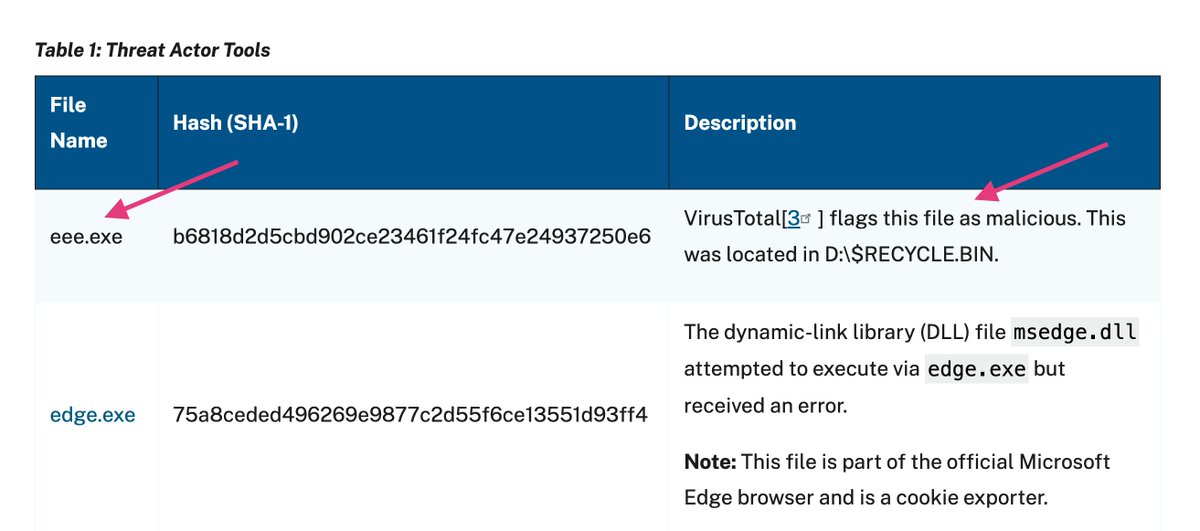 Table 1: Threat Actor Tools
File
Name
Hash (SHA-1)
Description
eee.exe
b6818d2d5cbd902ce23461f24fc47e24937250e6
VirusTotal[3 ] flags this file as malicious. This
was located in D:\$RECYCLE.BIN.
edge.exe
75a8ceded496269e9877c2d55f6ce13551d93ff4
The dynamic-link library (DLL) file msedge.dll
attempted to execute via edge.exe but
received an error.
Note: This file is part of the official Microsoft
Edge browser and is a cookie exporter.